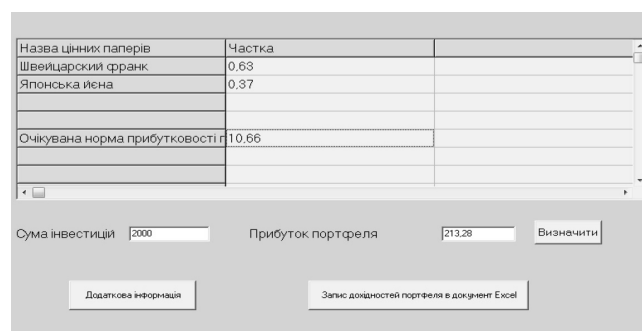 Назва цінних паперів Частка
Швейцарский франк 0,63
Японська йєна 0,37
Очікувана норма прибутковості г 10,66
Сума інвестицій 2000 Прибуток портфеля 213,28 Визначити
Додаткова інформація Запис дохідностей портфеля в документ Excel